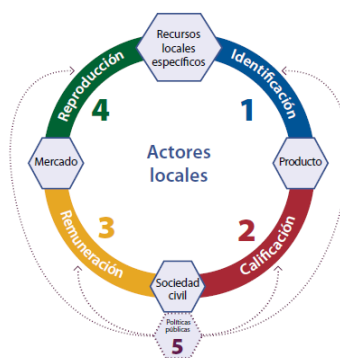 Recursos
locales
específicos
Identificación
1
Producto
2
Calificación
Sociedad
civil
Políticas
públicas
5
Remuneración
3
Mercado
4
Reproducción
Actores
locales